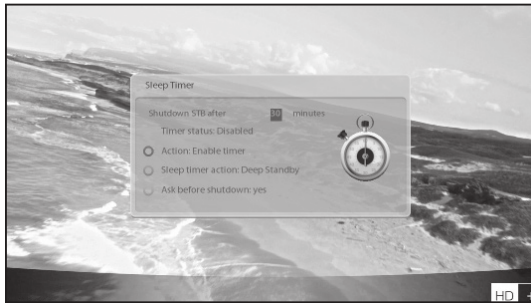 Sleep Timer
Shutdown STB after 30 minutes
Timer status: Disabled
Action: Enable timer
Sleep timer action: Deep Standby
Ask before shutdown: yes
HD